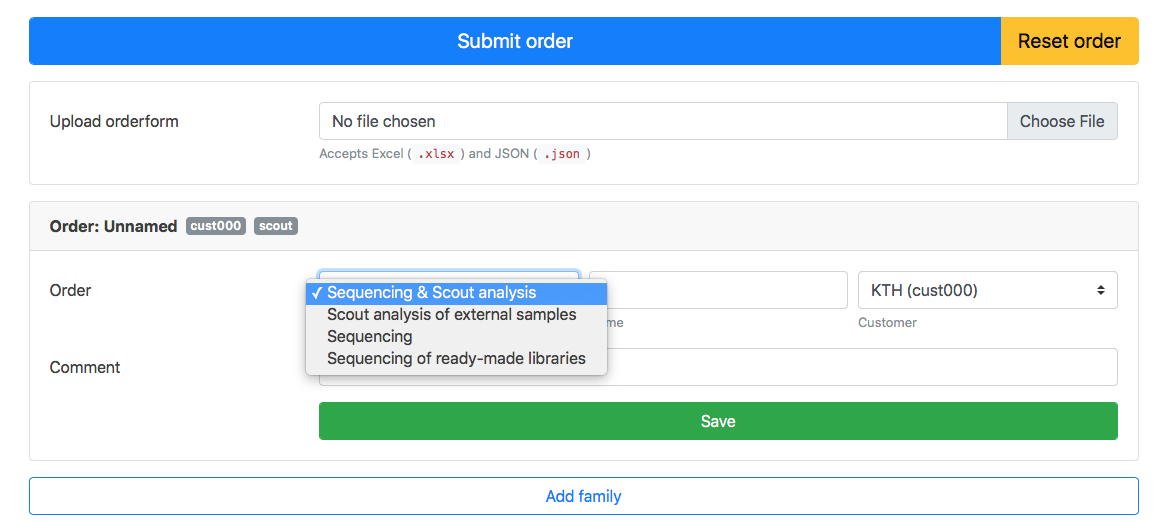 Submit order Reset order
Upload orderform No file chosen Choose File
Accepts Excel ( .xlsx ) and JSON ( .json )
Order: Unnamed cust000 scout
Order KTH (cust000)
✓ Sequencing & Scout analysis
Scout analysis of external samples
Customer
Sequencing
Sequencing of ready-made libraries
Comment
Save
Add family